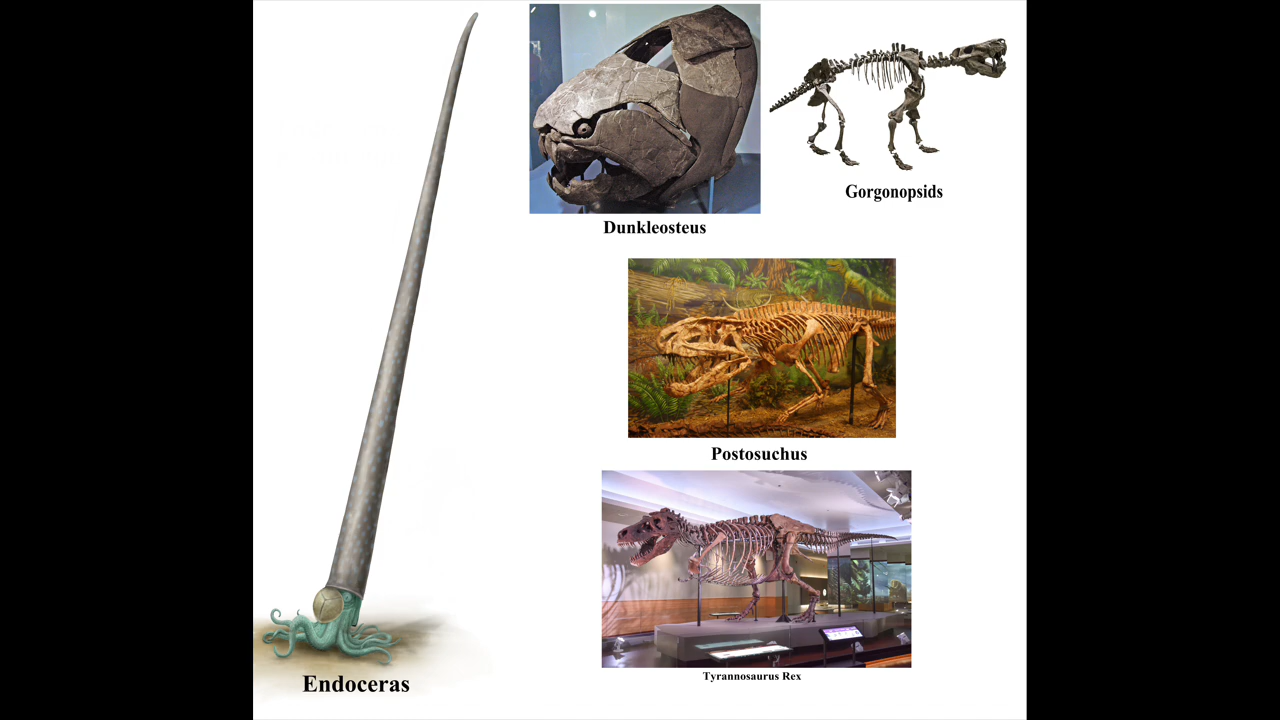 Dunkleosteus
Gorgonopsids
Postosuchus
Tyrannosaurus Rex
Endoceras